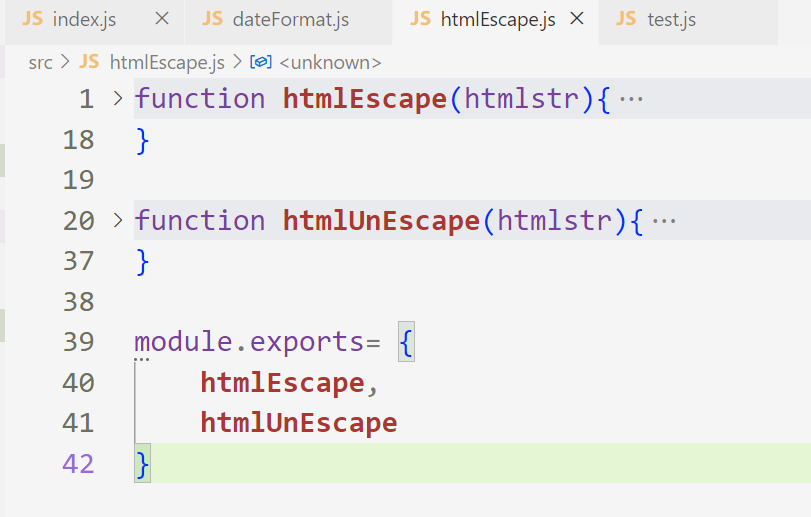 JS index.js × JS dateFormat.js JS htmlEscape.js × JS test.js
src > JS htmlEscape.js > <unknown>
1 > function htmlEscape(htmlstr){ ···
18 }
19
20 > function htmlUnEscape(htmlstr){ ···
37 }
38
39 module.exports= {
40 htmlEscape,
41 htmlUnEscape
42 }